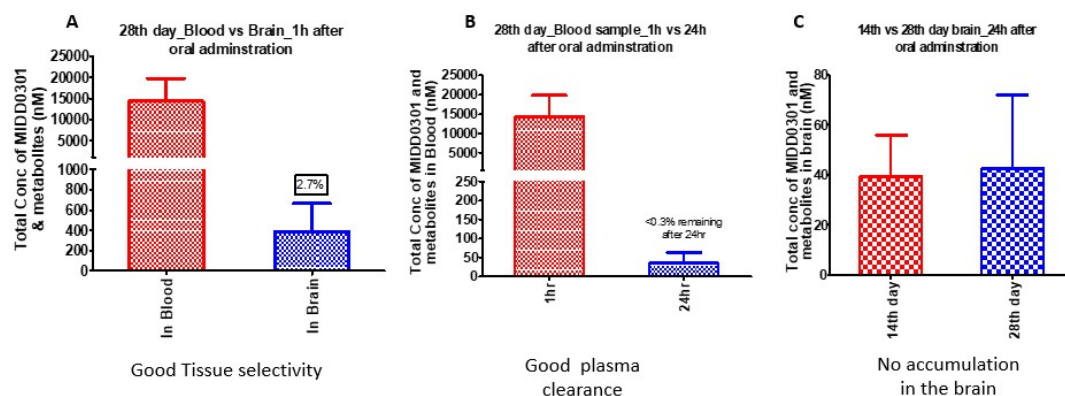 A
28th day_Blood vs Brain_1h after
oral adminstration
Total Conc of MIDD0301
& metabolites (nM)
25000
20000
15000
10000
5000
1000
800
600
400
200
0
2.7%
In Blood
In Brain
Good Tissue selectivity
B
28th day_Blood sample_1h vs 24h
after oral adminstration
Total Conc of MIDD0301 and
metabolites in Blood (nM)
25000
20000
15000
10000
5000
250
200
150
100
50
0
<0.3% remaining
after 24hr
1hr
24hr
Good plasma
clearance
C
14th vs 28th day brain_24h after
oral adminstration
Total Conc of MIDD0301 and
metabolites in brain (nM)
80
60
40
20
0
14th day
28th day
No accumulation
in the brain